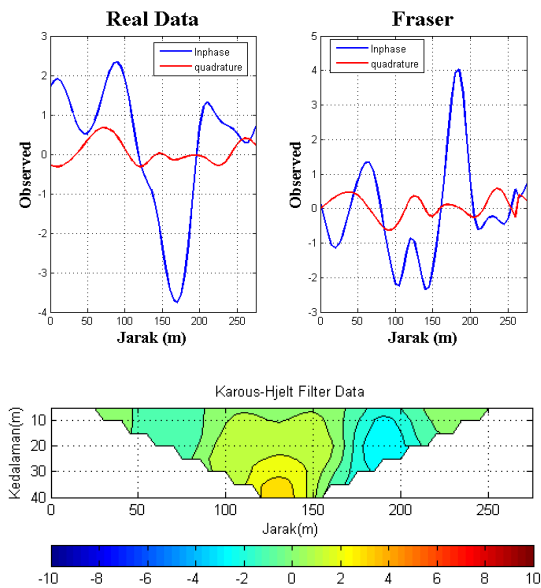 Real Data
Fraser
Inphase
quadrature
Inphase
quadrature
3
2
1
0
-1
-2
-3
-4
Observed
0 50 100 150 200 250
Jarak (m)
5
4
3
2
1
0
-1
-2
-3
Observed
0 50 100 150 200 250
Jarak (m)
Karous-Hjelt Filter Data
10
20
30
40
Kedalaman(m)
0 50 100 150 200 250
Jarak(m)
-10 -8 -6 -4 -2 0 2 4 6 8 10